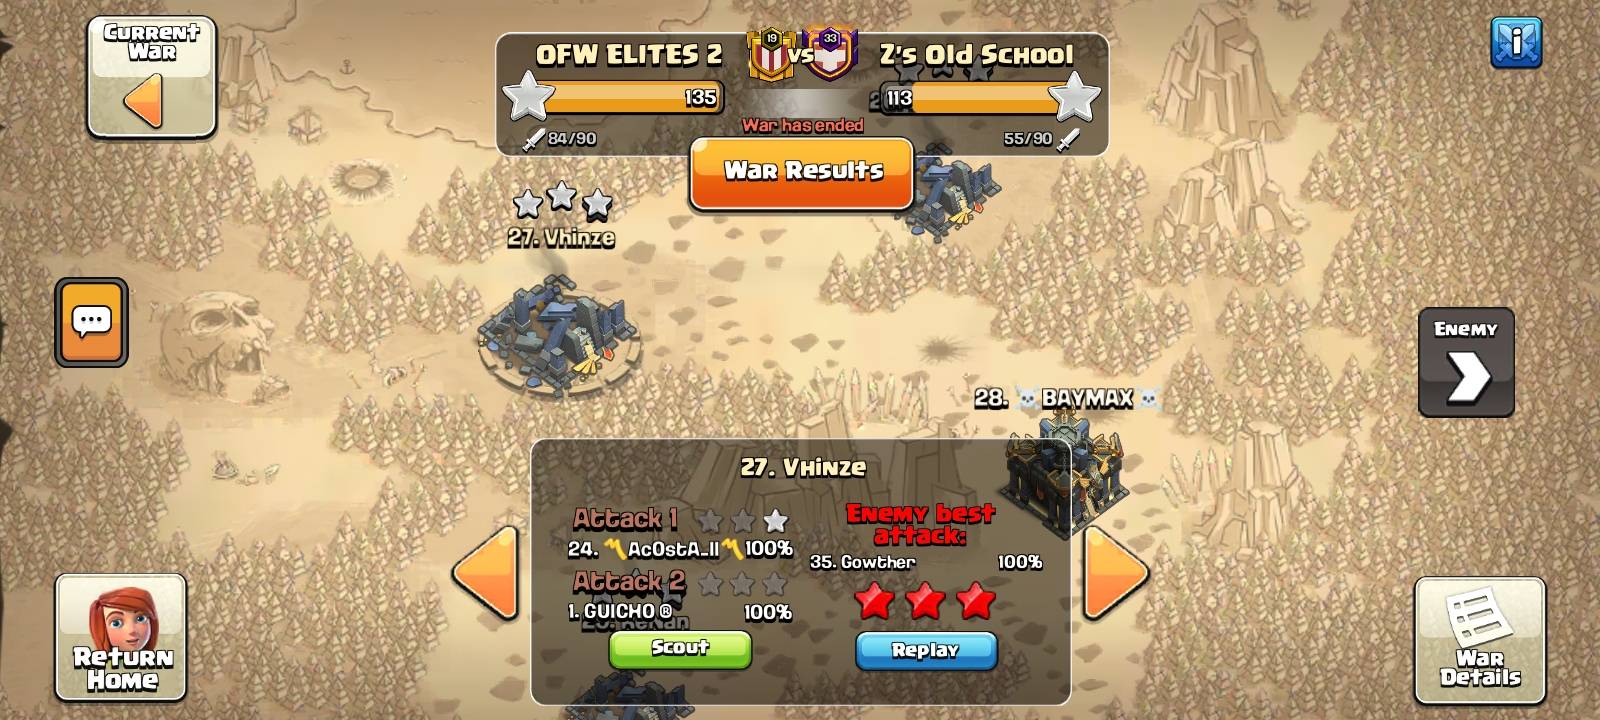 Current
War
OFW ELITES 2
19
VS
33
Z's Old School
135
113
84/90
War has ended
55/90
War Results
27. Vhinze
Enemy
28. ☠️BAYMAX☠️
27. Vhinze
Attack 1
24. 〽️AcOstA_II〽️ 100%
Attack 2
1. GUICHO ® 100%
Enemy best
attack:
35. Gowther 100%
Scout
Replay
Return
Home
War
Details